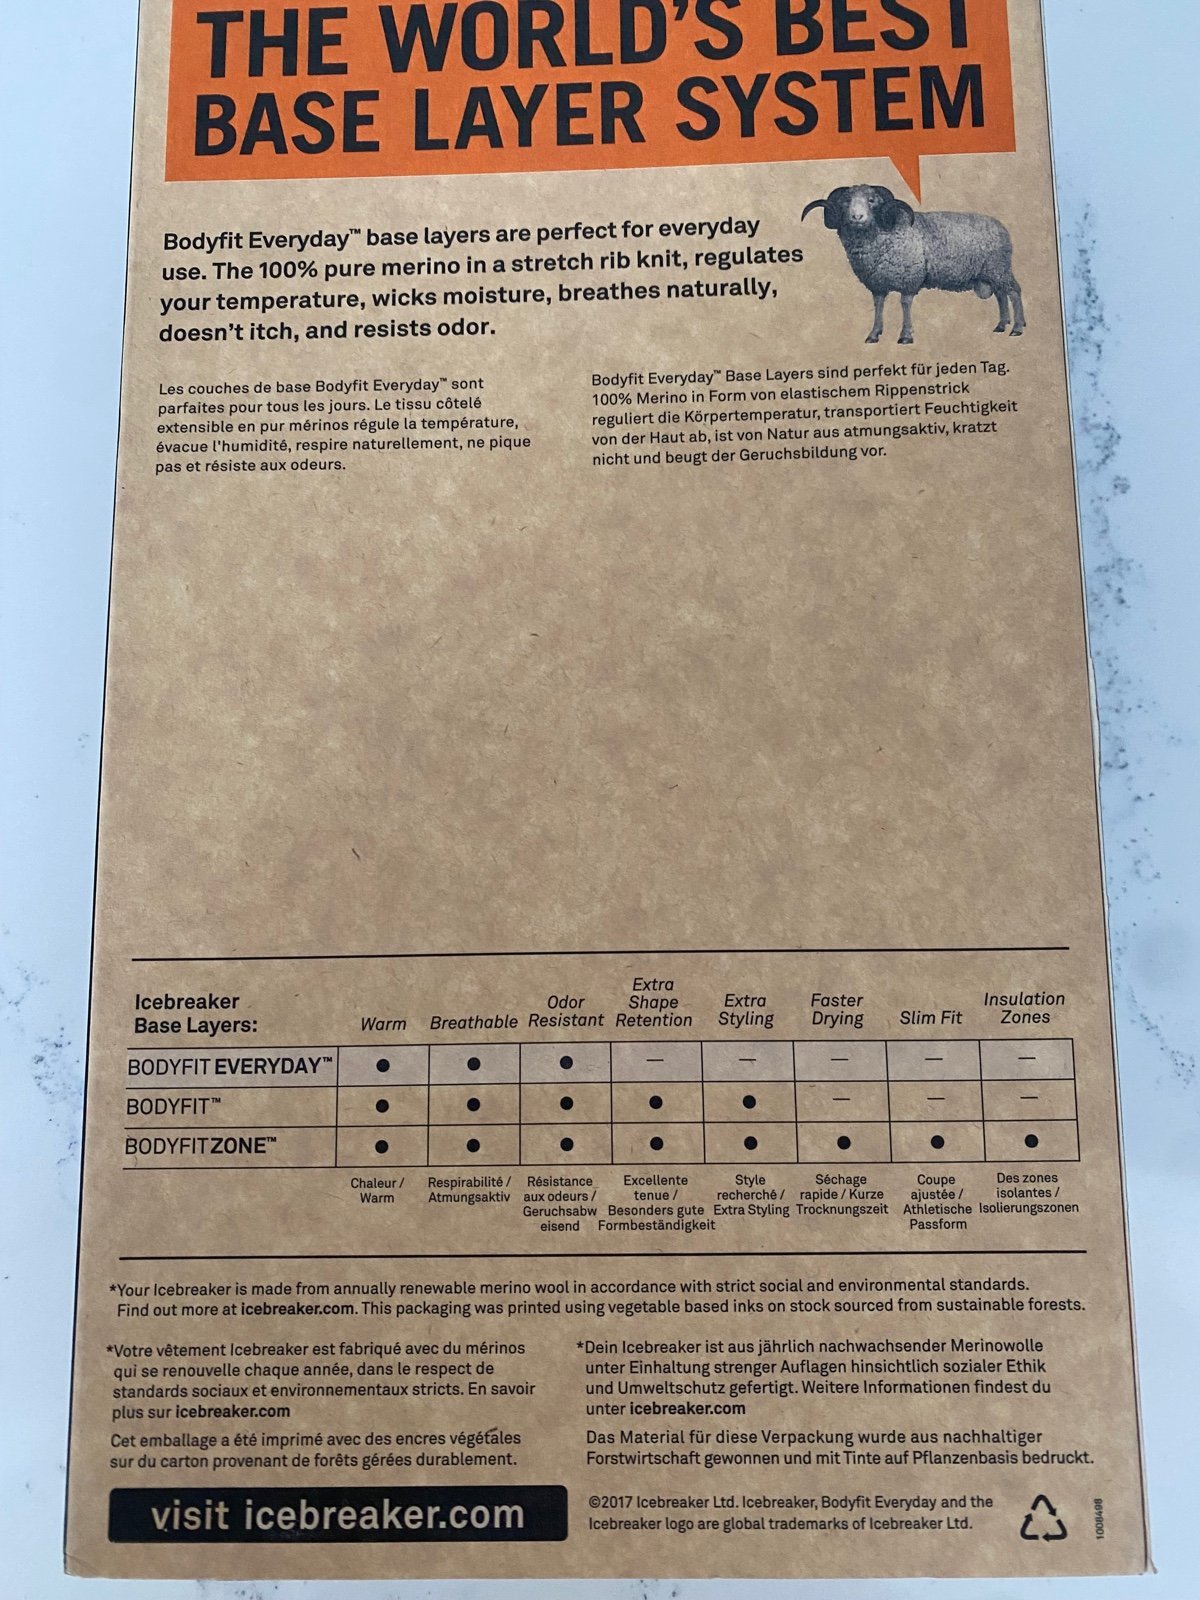 THE WORLD'S BEST
BASE LAYER SYSTEM
Bodyfit Everyday™ base layers are perfect for everyday
use. The 100% pure merino in a stretch rib knit, regulates
your temperature, wicks moisture, breathes naturally,
doesn't itch, and resists odor.
Les couches de base Bodyfit Everyday™ sont
parfaites pour tous les jours. Le tissu côtelé
extensible en pur mérinos régule la température,
évacue l'humidité, respire naturellement, ne pique
pas et résiste aux odeurs.
Bodyfit Everyday™ Base Layers sind perfekt für jeden Tag.
100% Merino in Form von elastischem Rippenstrick
reguliert die Körpertemperatur, transportiert Feuchtigkeit
von der Haut ab, ist von Natur aus atmungsaktiv, kratzt
nicht und beugt der Geruchsbildung vor.
Icebreaker
Base Layers:
Warm
Breathable
Odor
Resistant
Extra
Shape
Retention
Extra
Styling
Faster
Drying
Slim Fit
Insulation
Zones
BODYFIT EVERYDAY™ ● ● ● — — — — —
BODYFIT™ ● ● ● ● ● — — —
BODYFITZONE™ ● ● ● ● ● ● ● ●
Chaleur /
Warm
Respirabilité /
Atmungsaktiv
Résistance
aux odeurs /
Geruchsabw
eisend
Excellente
tenue /
Besonders gute
Formbeständigkeit
Style
recherché /
Extra Styling
Séchage
rapide / Kurze
Trocknungszeit
Coupe
ajustée /
Athletische
Passform
Des zones
isolantes /
Isolierungszonen
*Your Icebreaker is made from annually renewable merino wool in accordance with strict social and environmental standards.
Find out more at icebreaker.com. This packaging was printed using vegetable based inks on stock sourced from sustainable forests.
*Votre vêtement Icebreaker est fabriqué avec du mérinos
qui se renouvelle chaque année, dans le respect de
standards sociaux et environnementaux stricts. En savoir
plus sur icebreaker.com
Cet emballage a été imprimé avec des encres végétales
sur du carton provenant de forêts gérées durablement.
*Dein Icebreaker ist aus jährlich nachwachsender Merinowolle
unter Einhaltung strenger Auflagen hinsichtlich sozialer Ethik
und Umweltschutz gefertigt. Weitere Informationen findest du
unter icebreaker.com
Das Material für diese Verpackung wurde aus nachhaltiger
Forstwirtschaft gewonnen und mit Tinte auf Pflanzenbasis bedruckt.
visit icebreaker.com
©2017 Icebreaker Ltd. Icebreaker, Bodyfit Everyday and the
Icebreaker logo are global trademarks of Icebreaker Ltd.
1008498